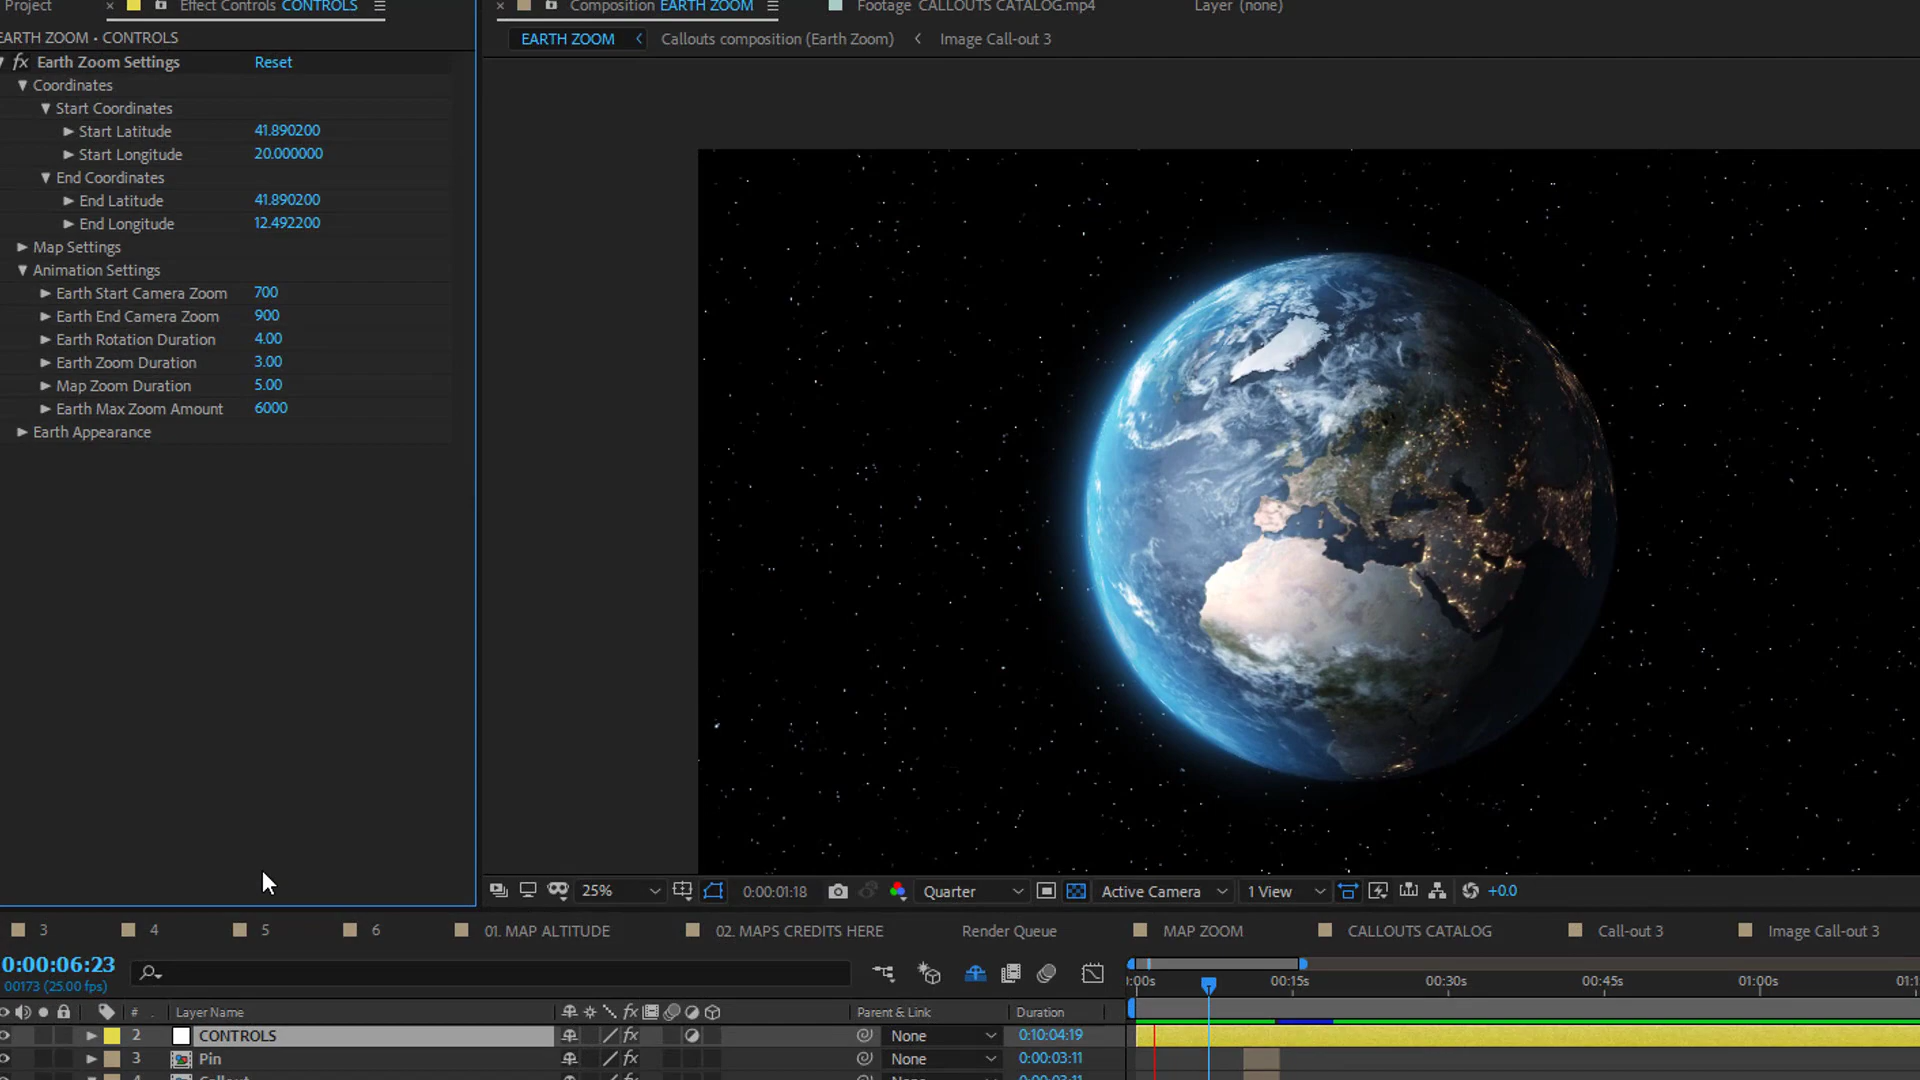 Project
Effect Controls CONTROLS
Composition EARTH ZOOM
Footage CALLOUTS CATALOG.mp4
Layer (none)
EARTH ZOOM • CONTROLS
EARTH ZOOM
Callouts composition (Earth Zoom)
Image Call-out 3
fx Earth Zoom Settings Reset
Coordinates
Start Coordinates
Start Latitude 41.890200
Start Longitude 20.000000
End Coordinates
End Latitude 41.890200
End Longitude 12.492200
Map Settings
Animation Settings
Earth Start Camera Zoom 700
Earth End Camera Zoom 900
Earth Rotation Duration 4.00
Earth Zoom Duration 3.00
Map Zoom Duration 5.00
Earth Max Zoom Amount 6000
Earth Appearance
25% 0:00:01:18 Quarter Active Camera 1 View +0.0
3 4 5 6 01. MAP ALTITUDE 02. MAPS CREDITS HERE Render Queue MAP ZOOM CALLOUTS CATALOG Call-out 3 Image Call-out 3
0:00:06:23
00173 (25.00 fps)
:00s 00:15s 00:30s 00:45s 01:00s 01:1
# Layer Name fx Parent & Link Duration
2 CONTROLS fx None 0:10:04:19
3 Pin fx None 0:00:03:11